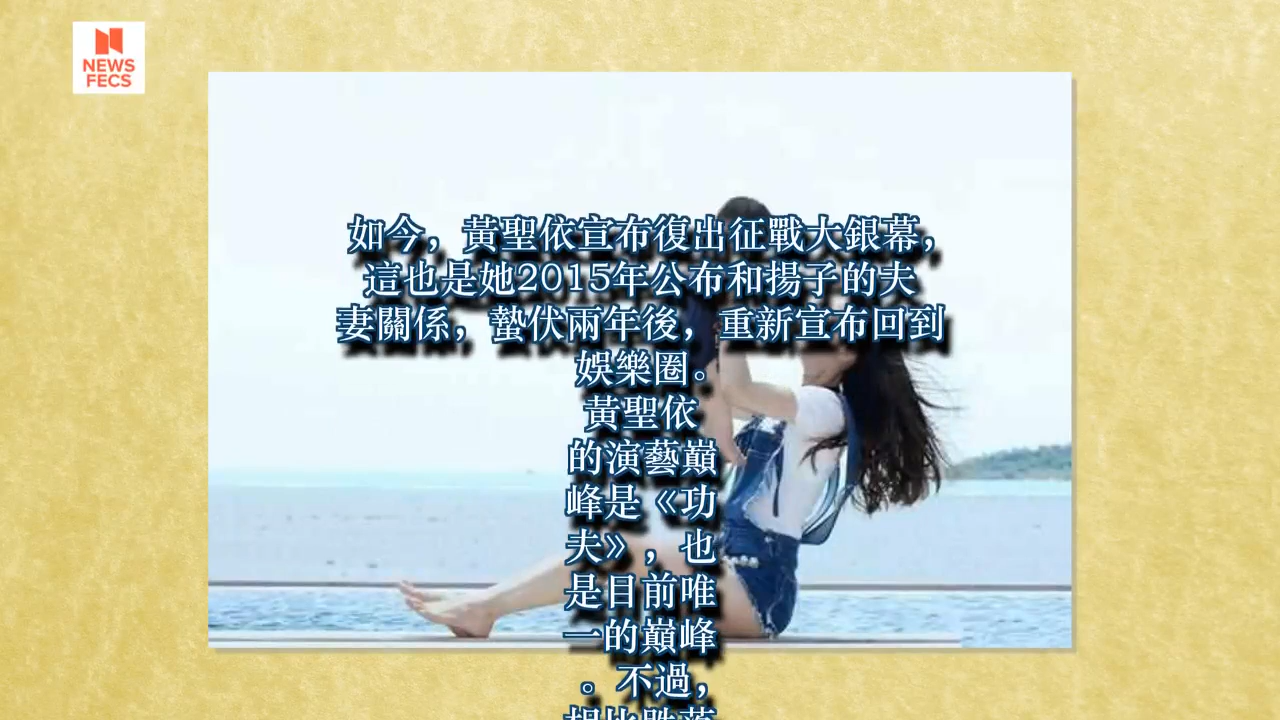 NEWS
FECS
如今，黃聖依宣布復出征戰大銀幕，
這也是她2015年公布和揚子的夫
妻關係，蟄伏兩年後，重新宣布回到
娛樂圈。
黃聖依
的演藝巔
峰是《功
夫》，也
是目前唯
一的巔峰
。不過，